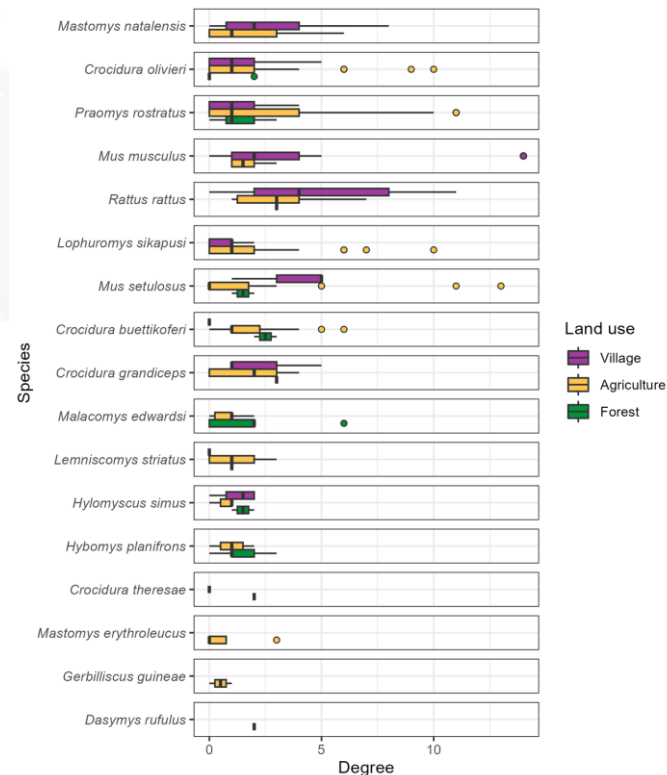 Mastomys natalensis
Crocidura olivieri
Praomys rostratus
Mus musculus
Rattus rattus
Lophuromys sikapusi
Mus setulosus
Crocidura buettikoferi
Crocidura grandiceps
Malacomys edwardsi
Lemniscomys striatus
Hylomyscus simus
Hybomys planifrons
Crocidura theresae
Mastomys erythroleucus
Gerbilliscus guineae
Dasymys rufulus
Species
0 5 10
Degree
Land use
Village
Agriculture
Forest